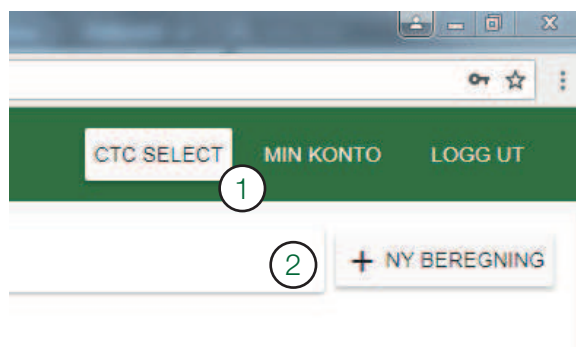 CTC SELECT MIN KONTO LOGG UT
1
2 + NY BEREGNING